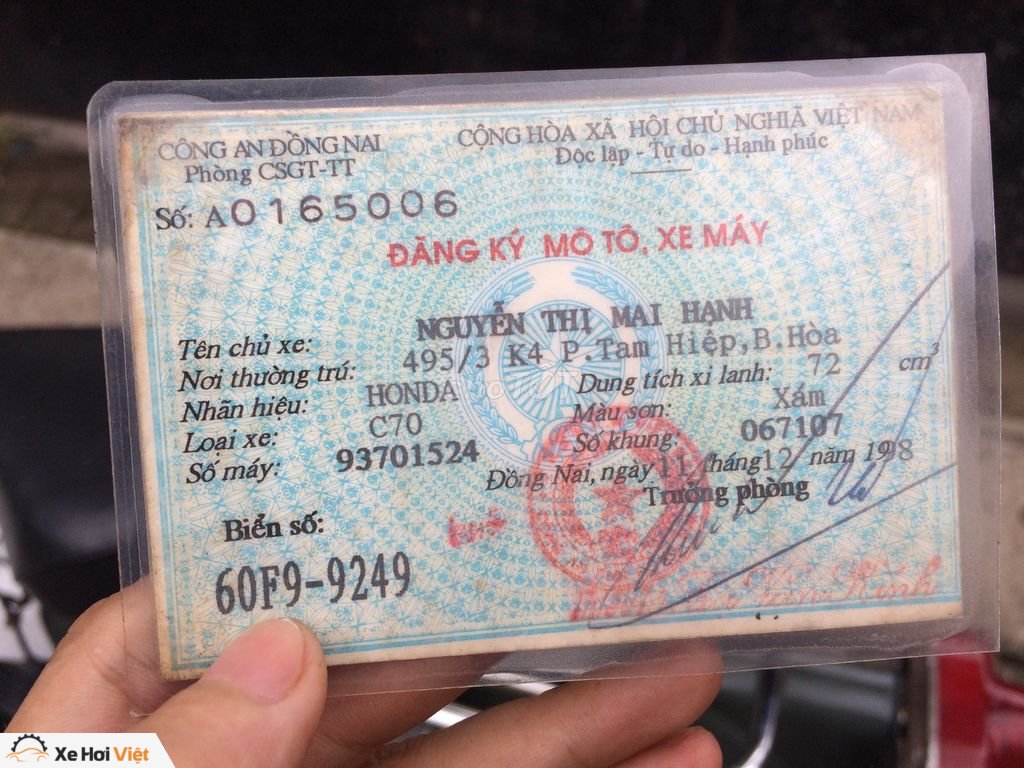 CÔNG AN ĐỒNG NAI
Phòng CSGT-TT
CỘNG HÒA XÃ HỘI CHỦ NGHĨA VIỆT NAM
Độc lập - Tự do - Hạnh phúc
Số: A0165006
ĐĂNG KÝ MÔ TÔ, XE MÁY
Tên chủ xe: NGUYỄN THỊ MAI HẠNH
Nơi thường trú: 495/3 K4 P.Tam Hiệp,B.Hòa
Nhãn hiệu: HONDA Dung tích xi lanh: 72 cm³
Loại xe: C70 Màu sơn: Xám
Số máy: 93701524 Số khung: 067107
Đồng Nai, ngày 11 tháng 12 năm 1998
Trưởng phòng
Biển số:
60F9-9249
Xe Hơi Việt